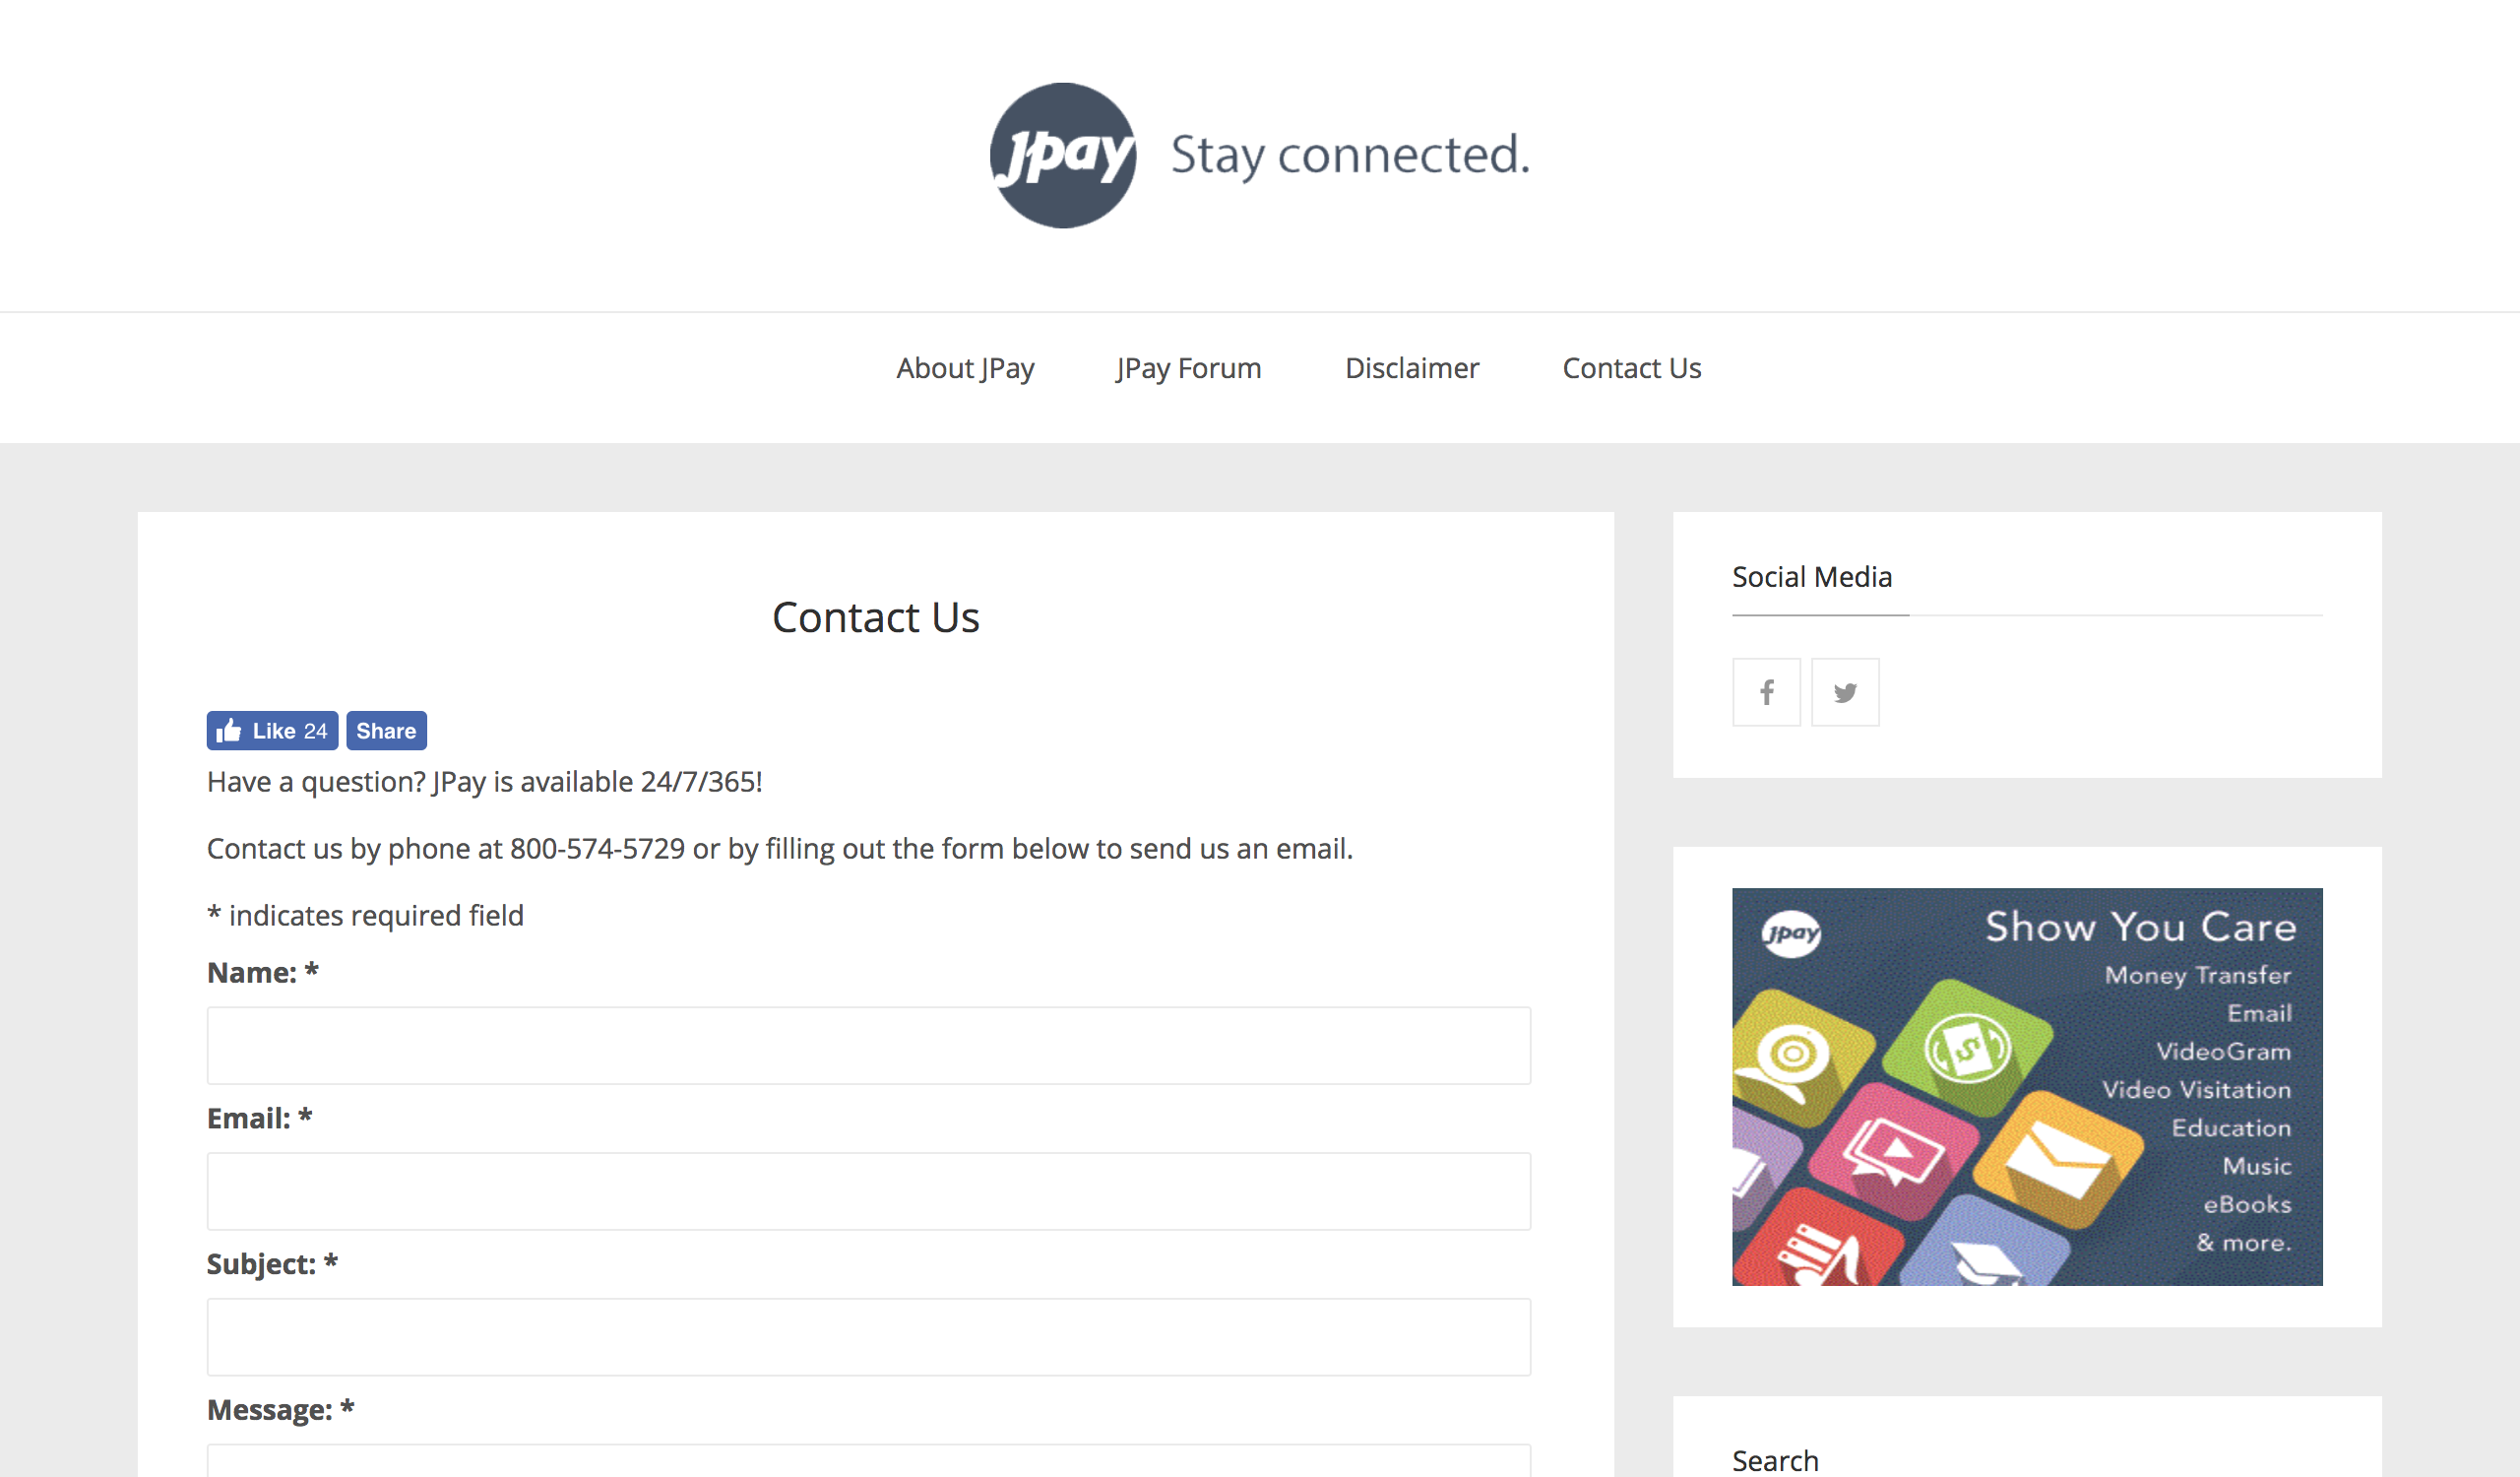 jpay Stay connected.
About JPay JPay Forum Disclaimer Contact Us
Contact Us
Like 24 Share
Have a question? JPay is available 24/7/365!
Contact us by phone at 800-574-5729 or by filling out the form below to send us an email.
* indicates required field
Name: *
Email: *
Subject: *
Message: *
Social Media
jpay
Show You Care
Money Transfer
Email
VideoGram
Video Visitation
Education
Music
eBooks
& more.
Search